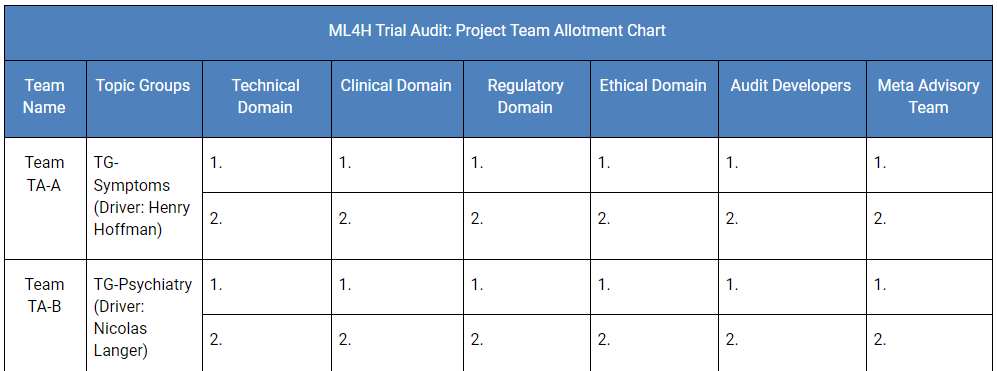 ML4H Trial Audit: Project Team Allotment Chart
Team Name
Topic Groups
Technical Domain
Clinical Domain
Regulatory Domain
Ethical Domain
Audit Developers
Meta Advisory Team
Team TA-A
TG-
Symptoms
(Driver: Henry
Hoffman)
1. 1. 1. 1. 1. 1.
2. 2. 2. 2. 2. 2.
Team TA-B
TG-Psychiatry
(Driver:
Nicolas
Langer)
1. 1. 1. 1. 1. 1.
2. 2. 2. 2. 2. 2.